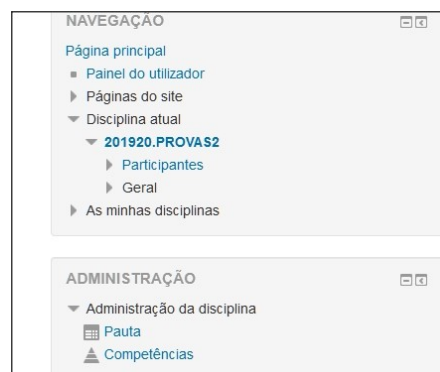 NAVEGAÇÃO
Página principal
Painel do utilizador
Páginas do site
Disciplina atual
201920.PROVAS2
Participantes
Geral
As minhas disciplinas
ADMINISTRAÇÃO
Administração da disciplina
Pauta
Competências